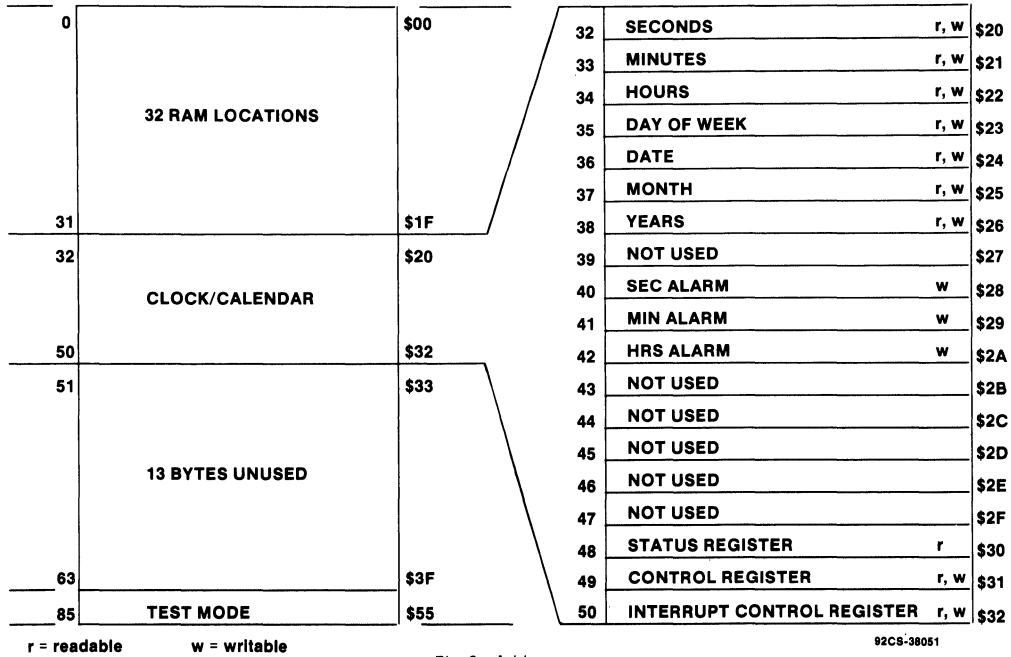 0 $00
32 RAM LOCATIONS
31 $1F
32 $20
CLOCK/CALENDAR
50 $32
51 $33
13 BYTES UNUSED
63 $3F
85 TEST MODE $55
r = readable w = writable
32 SECONDS r, w $20
33 MINUTES r, w $21
34 HOURS r, w $22
35 DAY OF WEEK r, w $23
36 DATE r, w $24
37 MONTH r, w $25
38 YEARS r, w $26
39 NOT USED $27
40 SEC ALARM w $28
41 MIN ALARM w $29
42 HRS ALARM w $2A
43 NOT USED $2B
44 NOT USED $2C
45 NOT USED $2D
46 NOT USED $2E
47 NOT USED $2F
48 STATUS REGISTER r $30
49 CONTROL REGISTER r, w $31
50 INTERRUPT CONTROL REGISTER r, w $32
92CS-38051